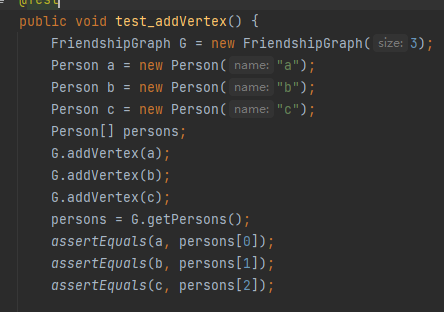 @Test
public void test_addVertex() {
FriendshipGraph G = new FriendshipGraph( size: 3);
Person a = new Person( name: "a");
Person b = new Person( name: "b");
Person c = new Person( name: "c");
Person[] persons;
G.addVertex(a);
G.addVertex(b);
G.addVertex(c);
persons = G.getPersons();
assertEquals(a, persons[0]);
assertEquals(b, persons[1]);
assertEquals(c, persons[2]);